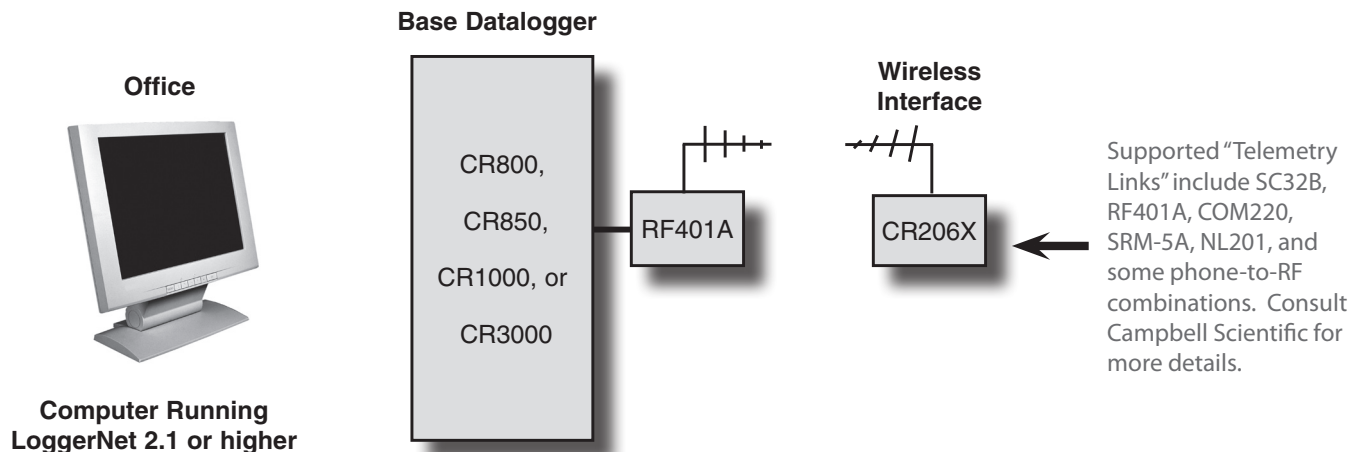 Base Datalogger
Office
Wireless
Interface
CR800,
CR850,
CR1000, or
CR3000
RF401A
CR206X
Supported “Telemetry
Links” include SC32B,
RF401A, COM220,
SRM-5A, NL201, and
some phone-to-RF
combinations.  Consult
Campbell Scientific for
more details.
Computer Running
LoggerNet 2.1 or higher